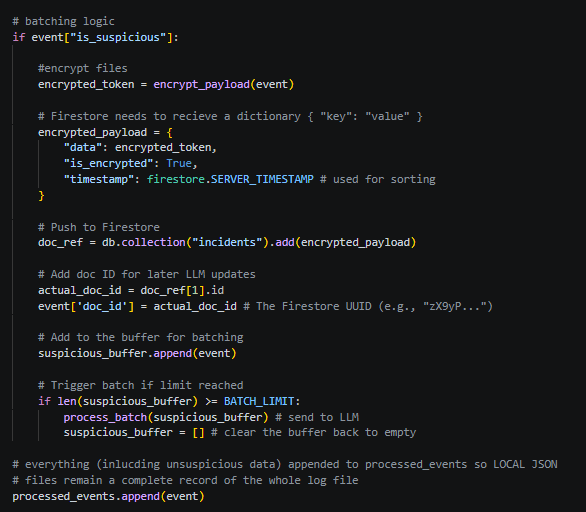 # batching logic
if event["is_suspicious"]:
#encrypt files
encrypted_token = encrypt_payload(event)
# Firestore needs to recieve a dictionary { "key": "value" }
encrypted_payload = {
"data": encrypted_token,
"is_encrypted": True,
"timestamp": firestore.SERVER_TIMESTAMP # used for sorting
}
# Push to Firestore
doc_ref = db.collection("incidents").add(encrypted_payload)
# Add doc ID for later LLM updates
actual_doc_id = doc_ref[1].id
event['doc_id'] = actual_doc_id # The Firestore UUID (e.g., "zX9yP...")
# Add to the buffer for batching
suspicious_buffer.append(event)
# Trigger batch if limit reached
if len(suspicious_buffer) >= BATCH_LIMIT:
process_batch(suspicious_buffer) # send to LLM
suspicious_buffer = [] # clear the buffer back to empty
# everything (inlucding unsuspicious data) appended to processed_events so LOCAL JSON
# files remain a complete record of the whole log file
processed_events.append(event)